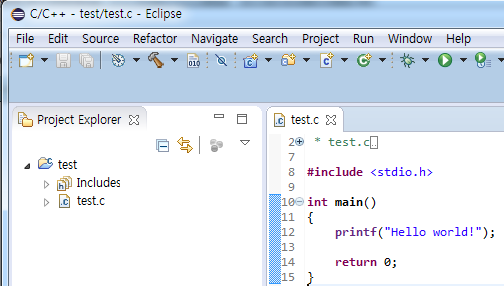 C/C++ - test/test.c - Eclipse
File Edit Source Refactor Navigate Search Project Run Window Help
010
Project Explorer
test
Includes
test.c
test.c
2 * test.c
7
8 #include <stdio.h>
9
10 int main()
11 {
12 printf("Hello world!");
13
14 return 0;
15 }